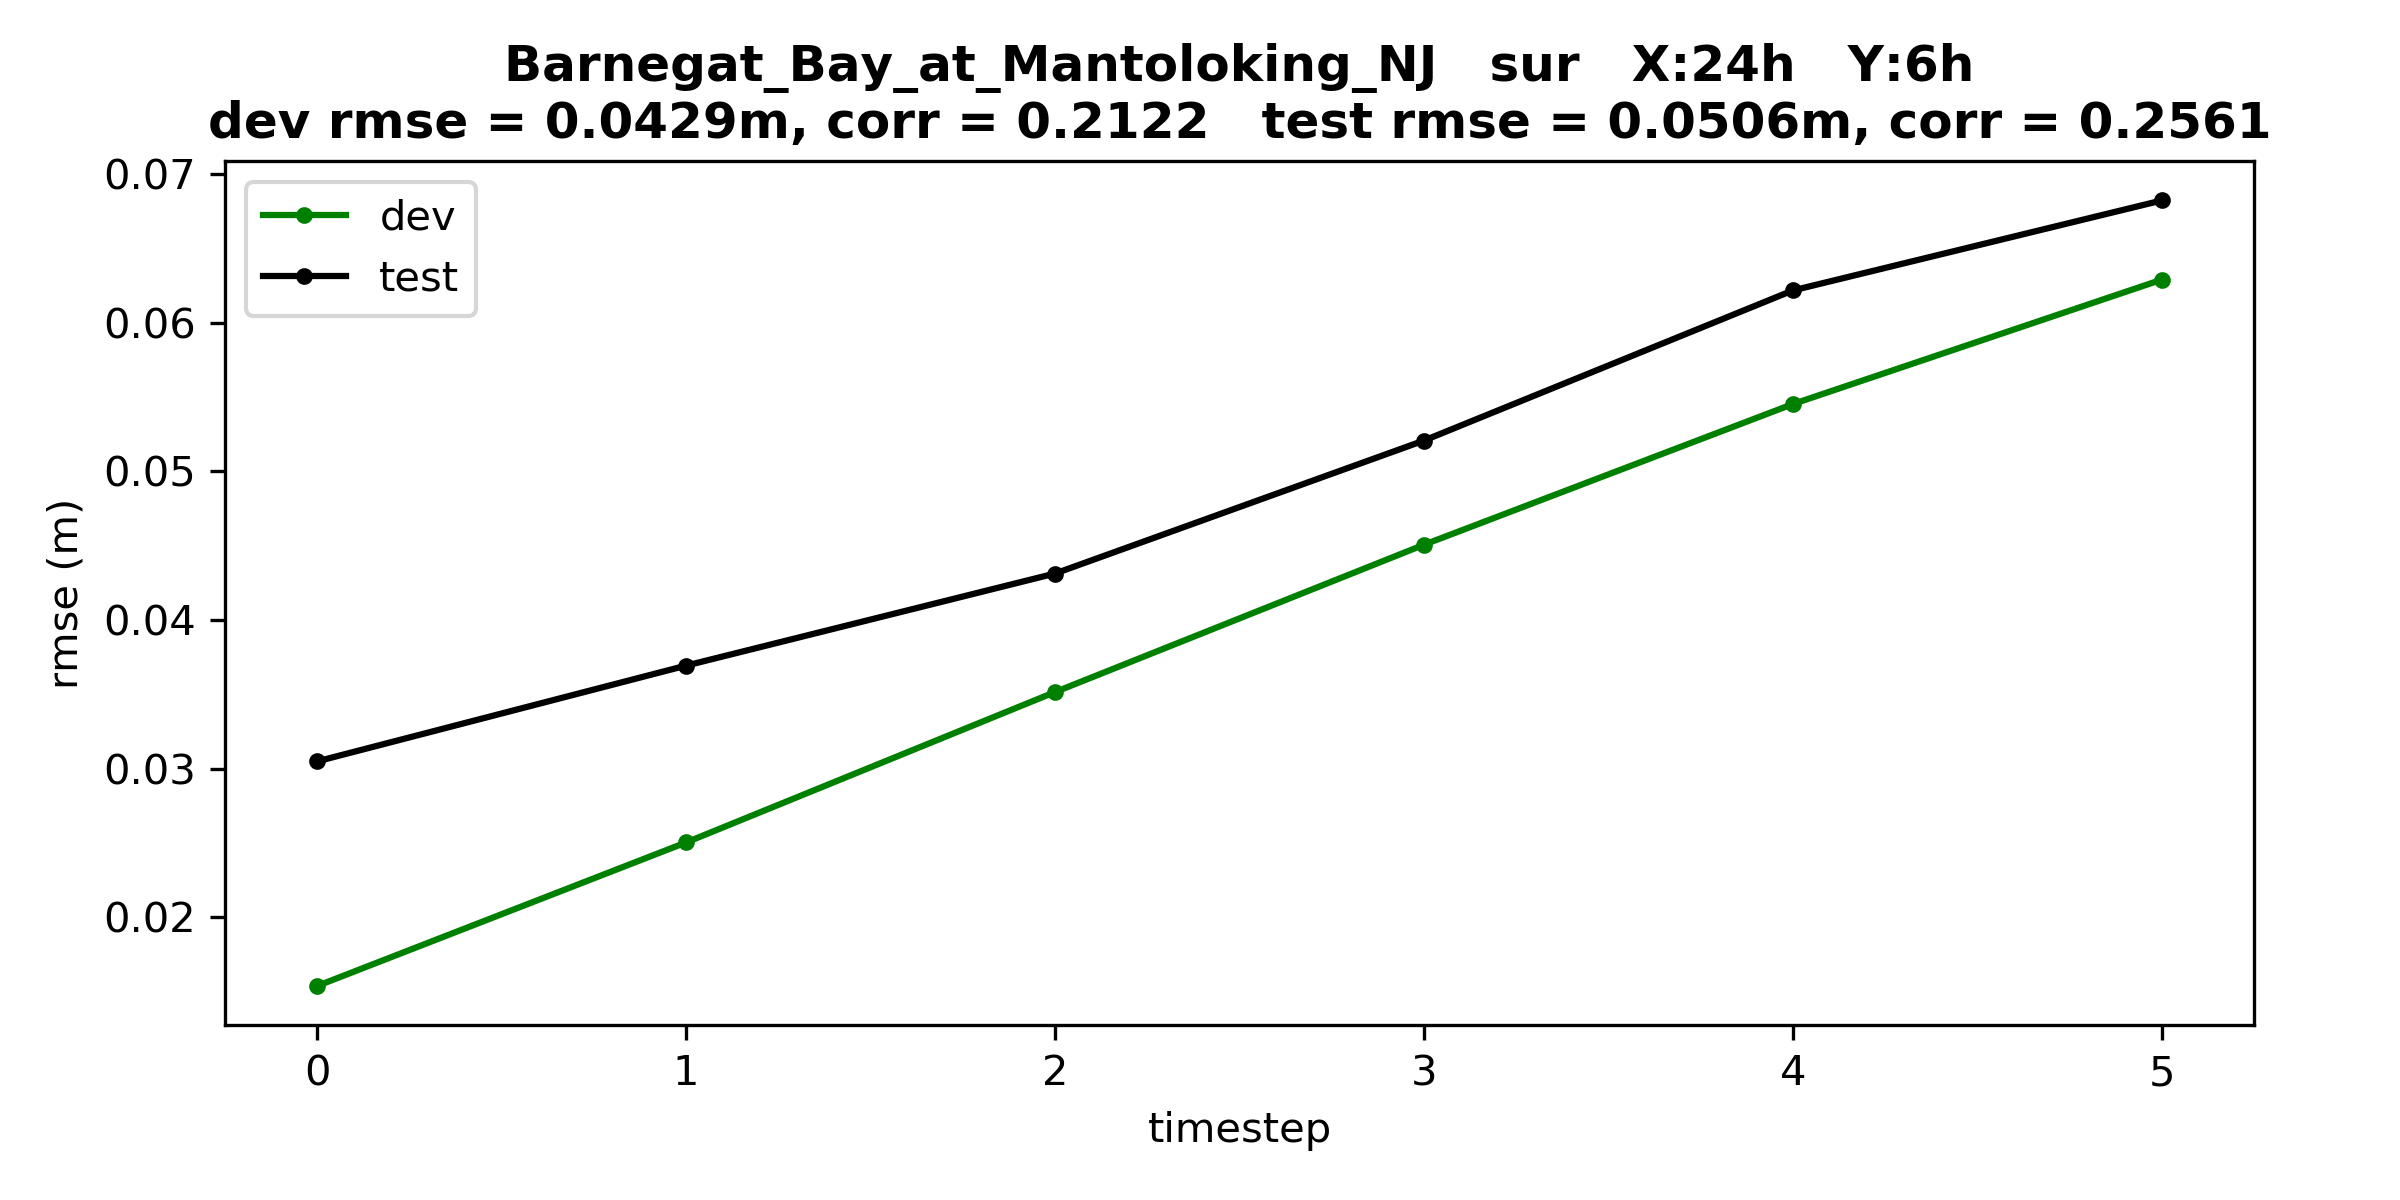 Barnegat_Bay_at_Mantoloking_NJ   sur   X:24h   Y:6h
dev rmse = 0.0429m, corr = 0.2122   test rmse = 0.0506m, corr = 0.2561
dev
test
rmse (m)
0.07
0.06
0.05
0.04
0.03
0.02
0 1 2 3 4 5
timestep